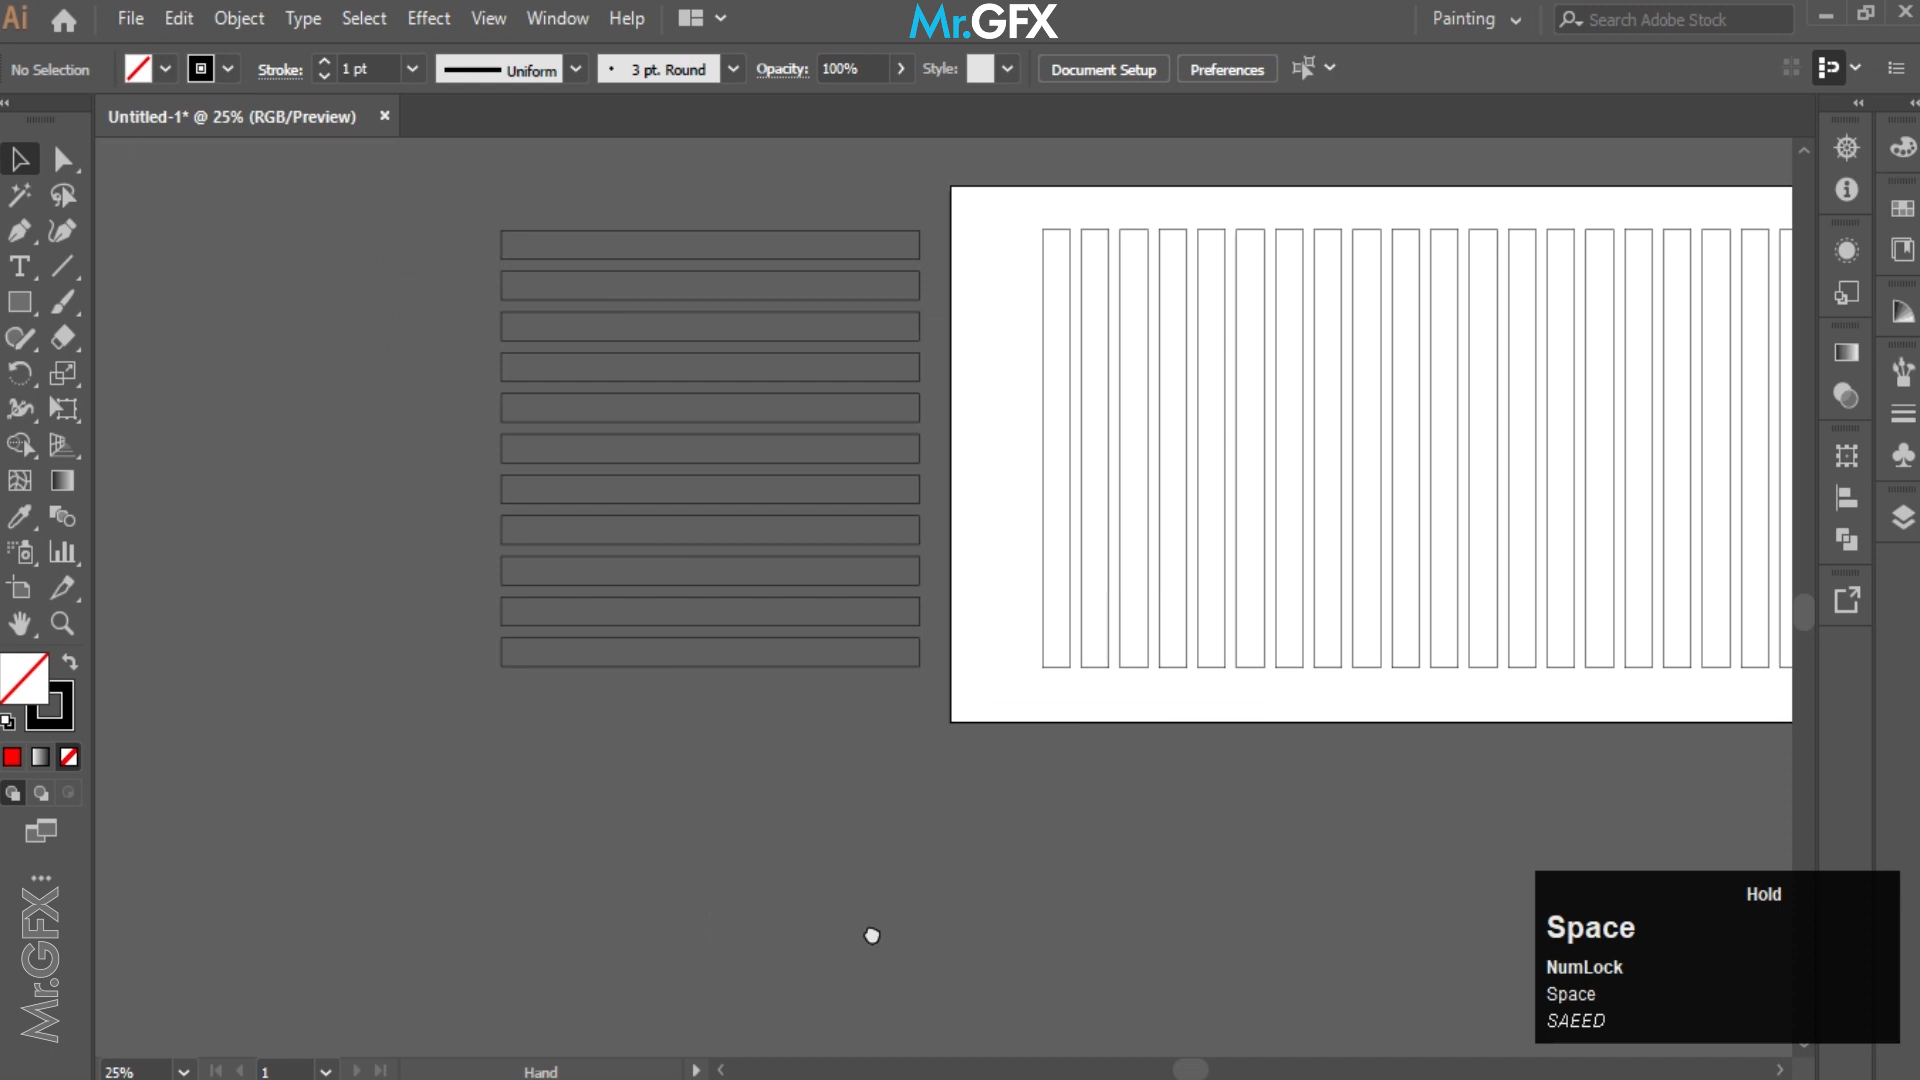 Ai File Edit Object Type Select Effect View Window Help Mr.GFX Painting Search Adobe Stock
No Selection Stroke: 1 pt Uniform 3 pt. Round Opacity: 100% Style: Document Setup Preferences
Untitled-1* @ 25% (RGB/Preview)
Hold
Space
NumLock
Space
SAEED
Mr.GFX
25% 1 Hand